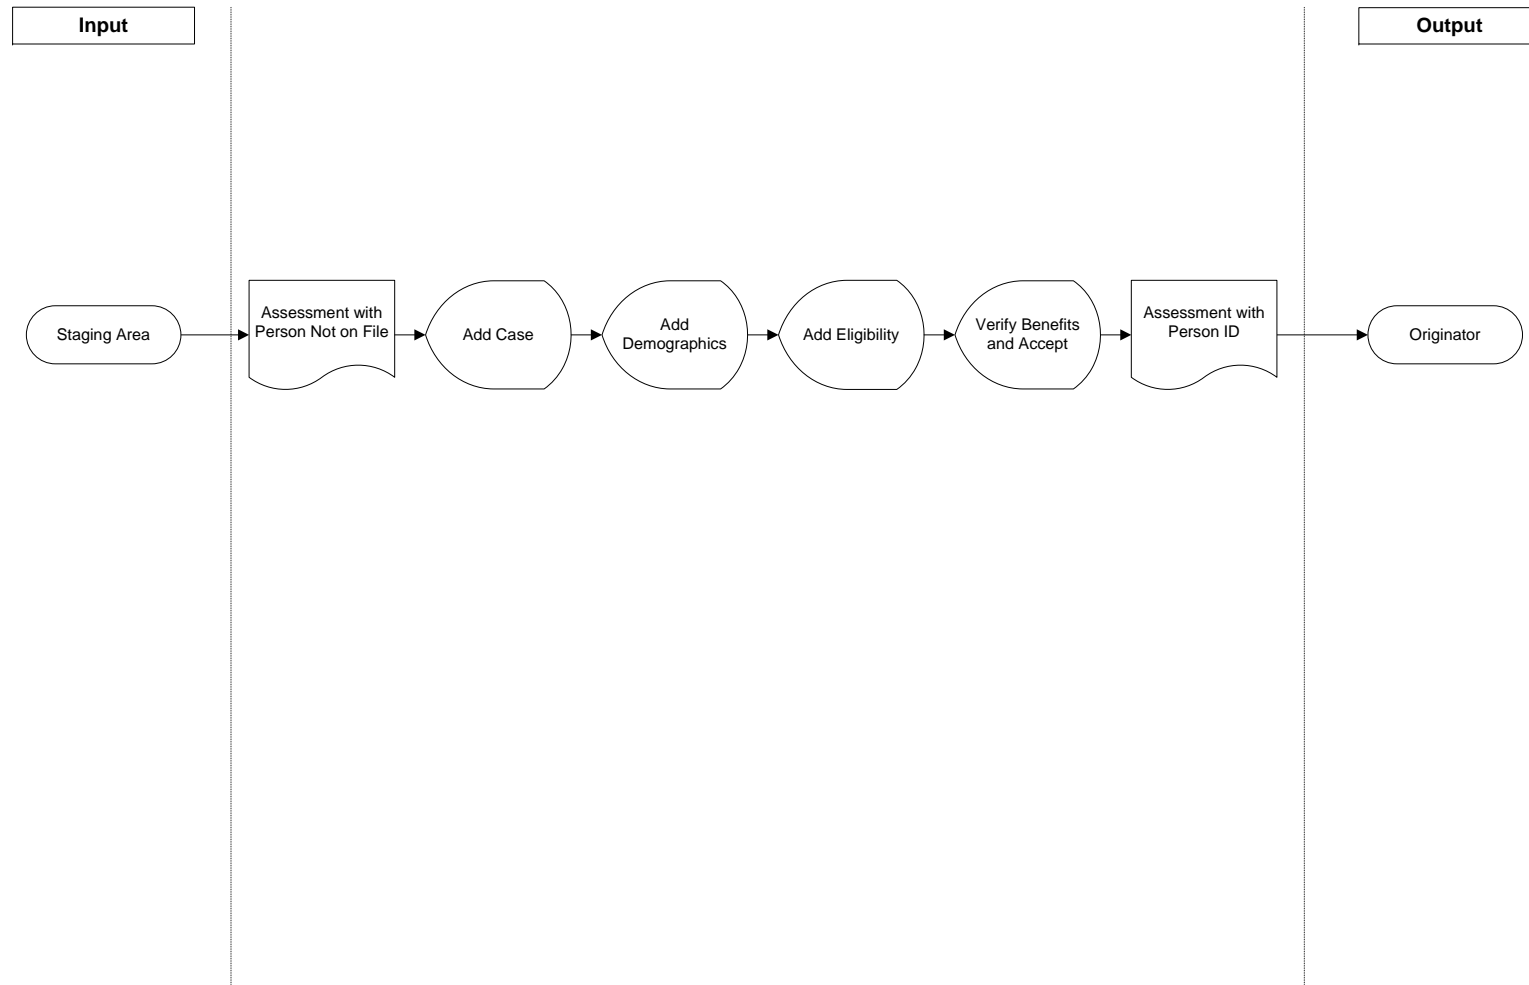 Input
Output
Staging Area
Assessment with
Person Not on File
Add Case
Add
Demographics
Add Eligibility
Verify Benefits
and Accept
Assessment with
Person ID
Originator